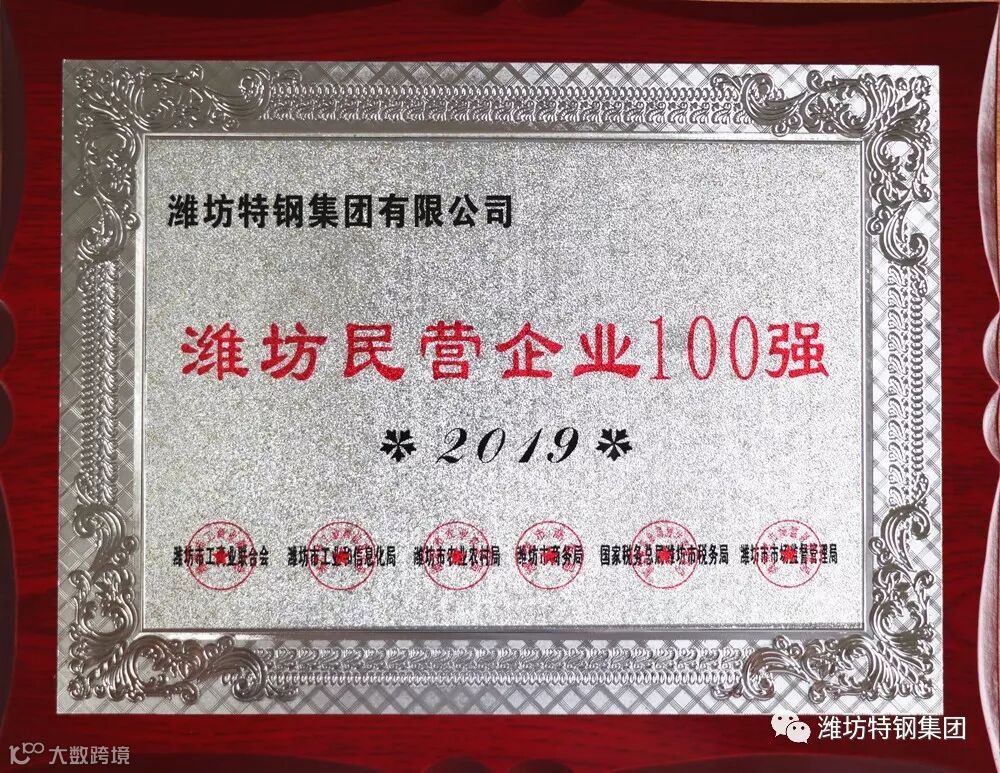 潍坊特钢集团有限公司
潍坊民营企业100强
2019
潍坊市工商业联合会 潍坊市工业和信息化局 潍坊市农业农村局 潍坊市商务局 国家税务总局潍坊市税务局 潍坊市市场监督管理局
潍坊特钢集团
大数跨境